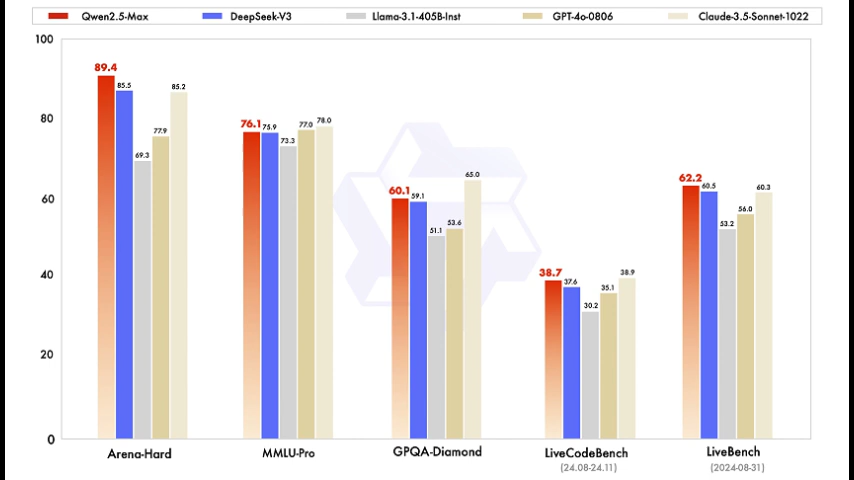 Qwen2.5-Max DeepSeek-V3 Llama-3.1-405B-Inst GPT-4o-0806 Claude-3.5-Sonnet-1022
100
80
60
40
20
0
89.4 85.5 69.3 77.9 85.2
76.1 75.9 73.3 77.0 78.0
60.1 59.1 51.1 53.6 65.0
38.7 37.6 30.2 35.1 38.9
62.2 60.5 53.2 56.0 60.3
Arena-Hard MMLU-Pro GPQA-Diamond LiveCodeBench LiveBench
(24.08-24.11) (2024-08-31)